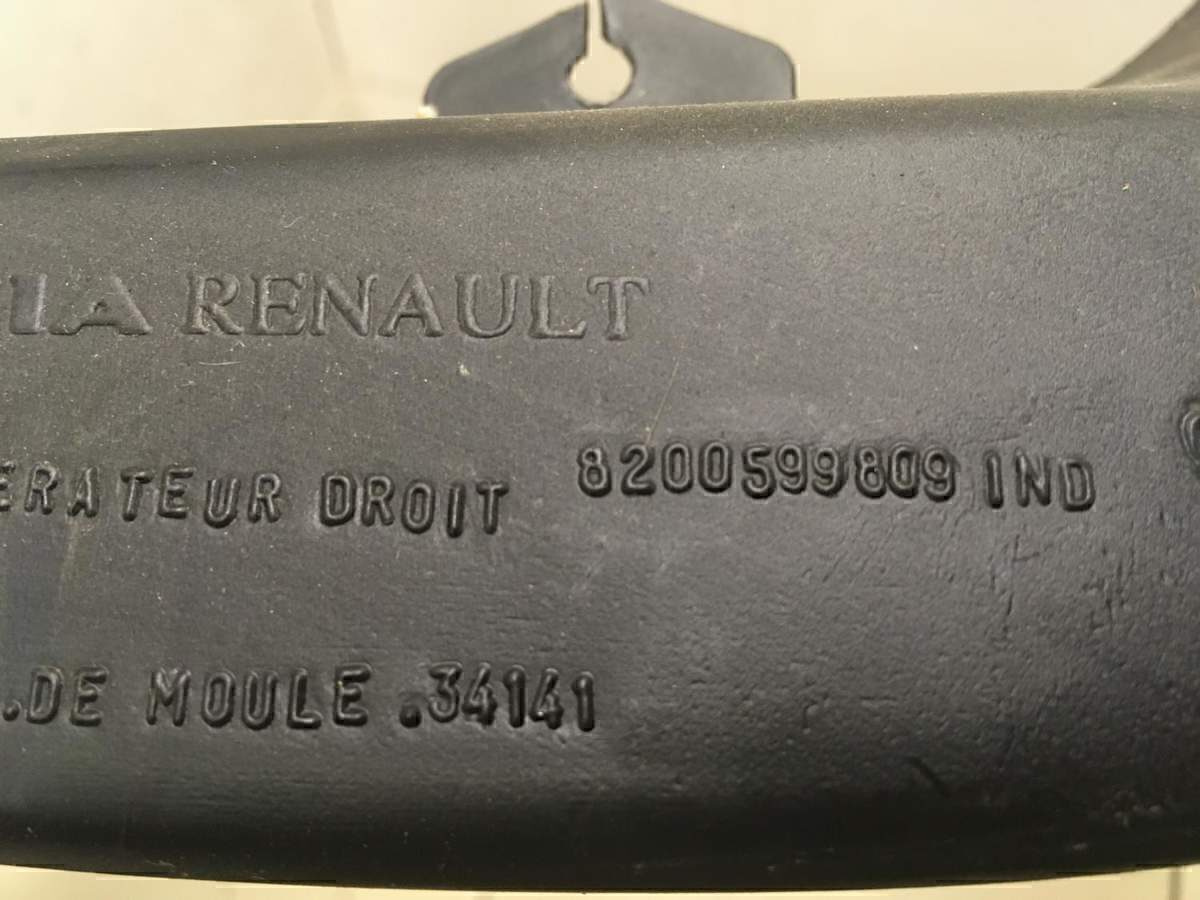 IA RENAULT
ERATEUR DROIT 8200599809 IND
.DE MOULE .34141